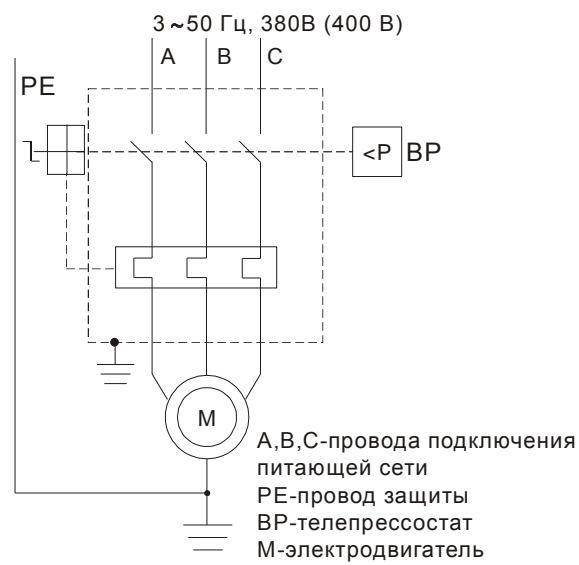 3~50 Гц, 380В (400 В)
A B C
PE
<P BP
M
A,B,C-провода подключения
питающей сети
PE-провод защиты
BP-телепрессостат
М-электродвигатель